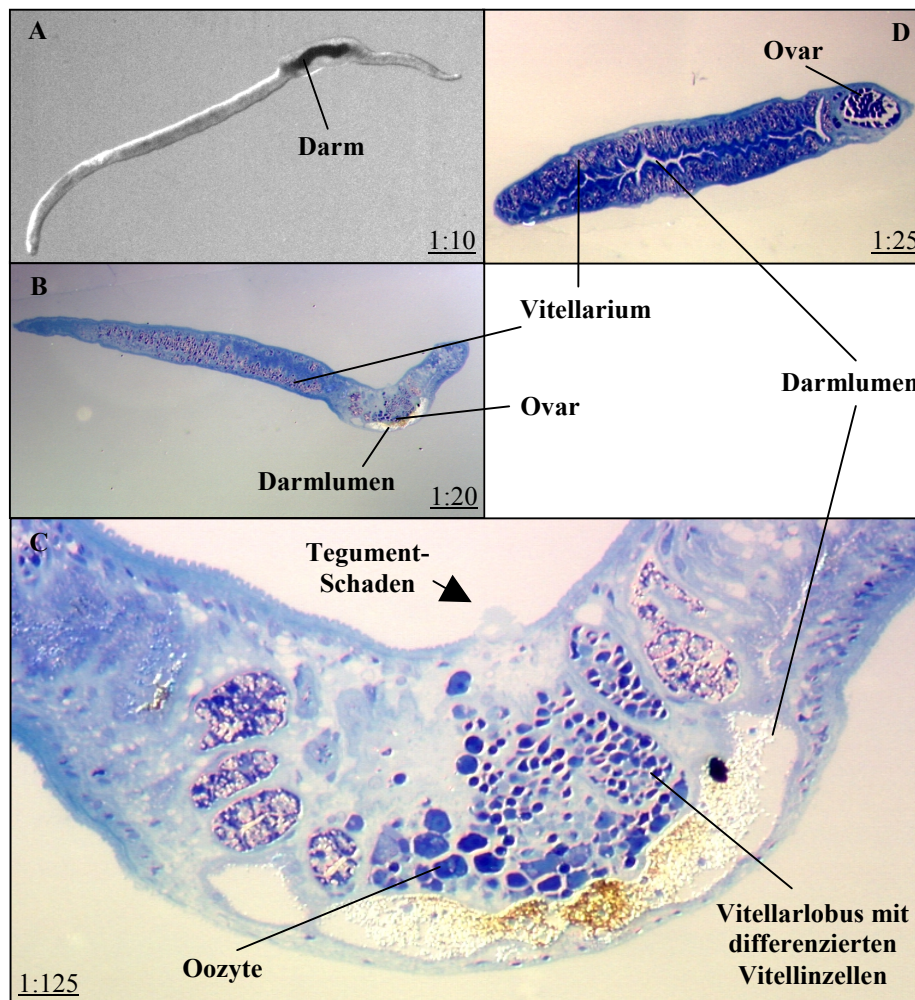 A
Darm
1:10
D
Ovar
1:25
B
Vitellarium
Ovar
Darmlumen
1:20
Darmlumen
C
Tegument-
Schaden
Oozyte
Vitellarlobus mit
differenzierten
Vitellinzellen
1:125